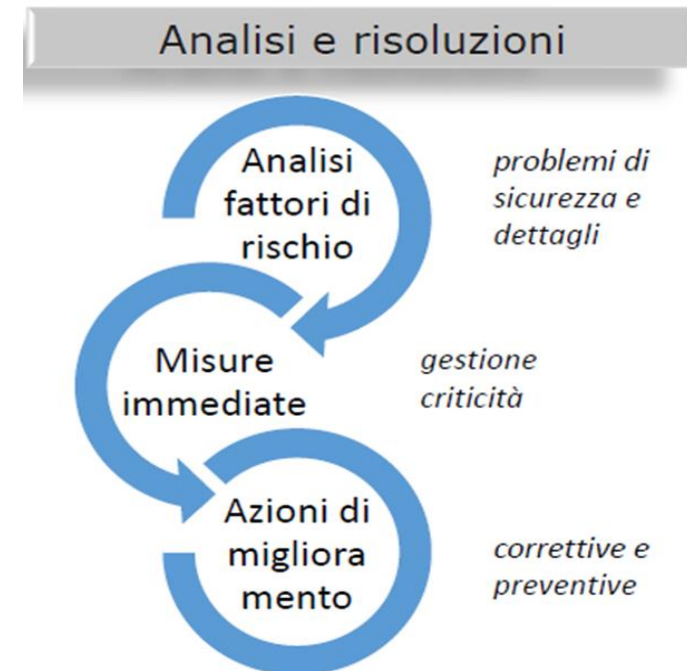 Analisi e risoluzioni
Analisi
fattori di
rischio
problemi di
sicurezza e
dettagli
Misure
immediate
gestione
criticità
Azioni di
migliora
mento
correttive e
preventive